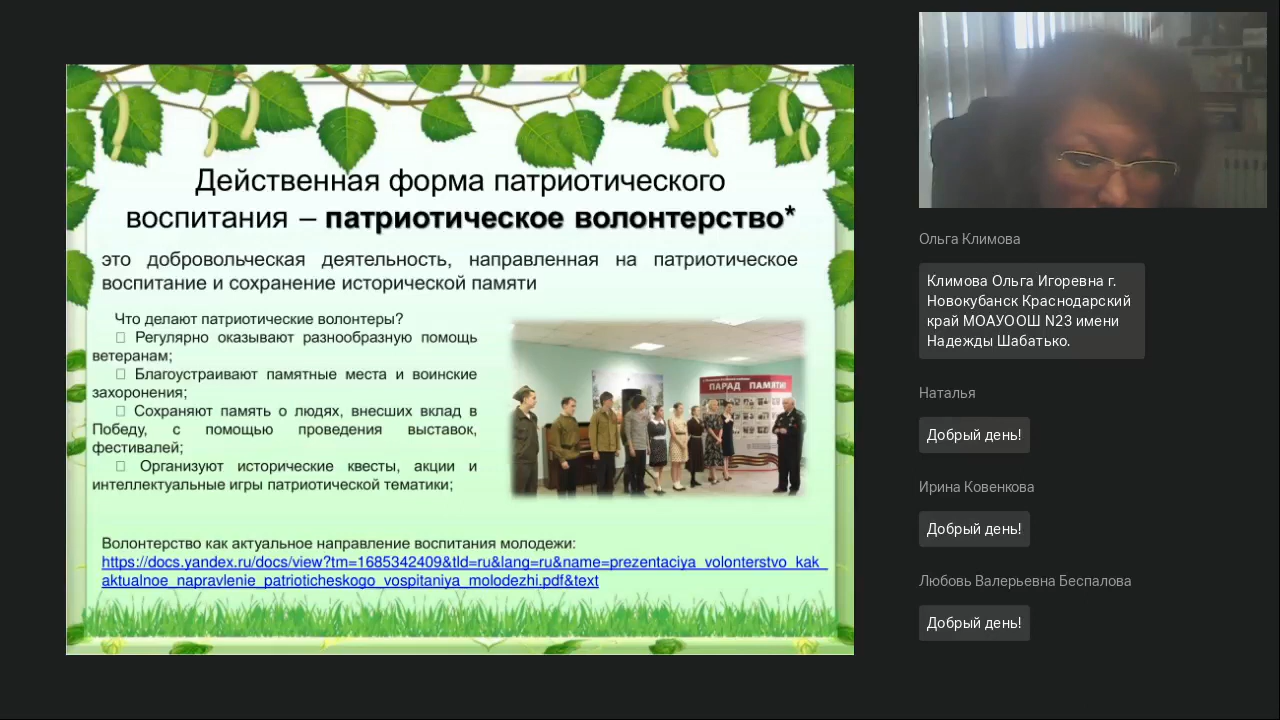 Действенная форма патриотического
воспитания – патриотическое волонтерство*
это добровольческая деятельность, направленная на патриотическое
воспитание и сохранение исторической памяти
Что делают патриотические волонтеры?
Регулярно оказывают разнообразную помощь
ветеранам;
Благоустраивают памятные места и воинские
захоронения;
Сохраняют память о людях, внесших вклад в
Победу, с помощью проведения выставок,
фестивалей;
Организуют исторические квесты, акции и
интеллектуальные игры патриотической тематики;
ПАРАД ПАМЯТИ
Волонтерство как актуальное направление воспитания молодежи:
https://docs.yandex.ru/docs/view?tm=1685342409&tld=ru&lang=ru&name=prezentaciya_volonterstvo_kak_
aktualnoe_napravlenie_patrioticheskogo_vospitaniya_molodezhi.pdf&text
Ольга Климова
Климова Ольга Игоревна г.
Новокубанск Краснодарский
край МОАУООШ N23 имени
Надежды Шабатько.
Наталья
Добрый день!
Ирина Ковенкова
Добрый день!
Любовь Валерьевна Беспалова
Добрый день!